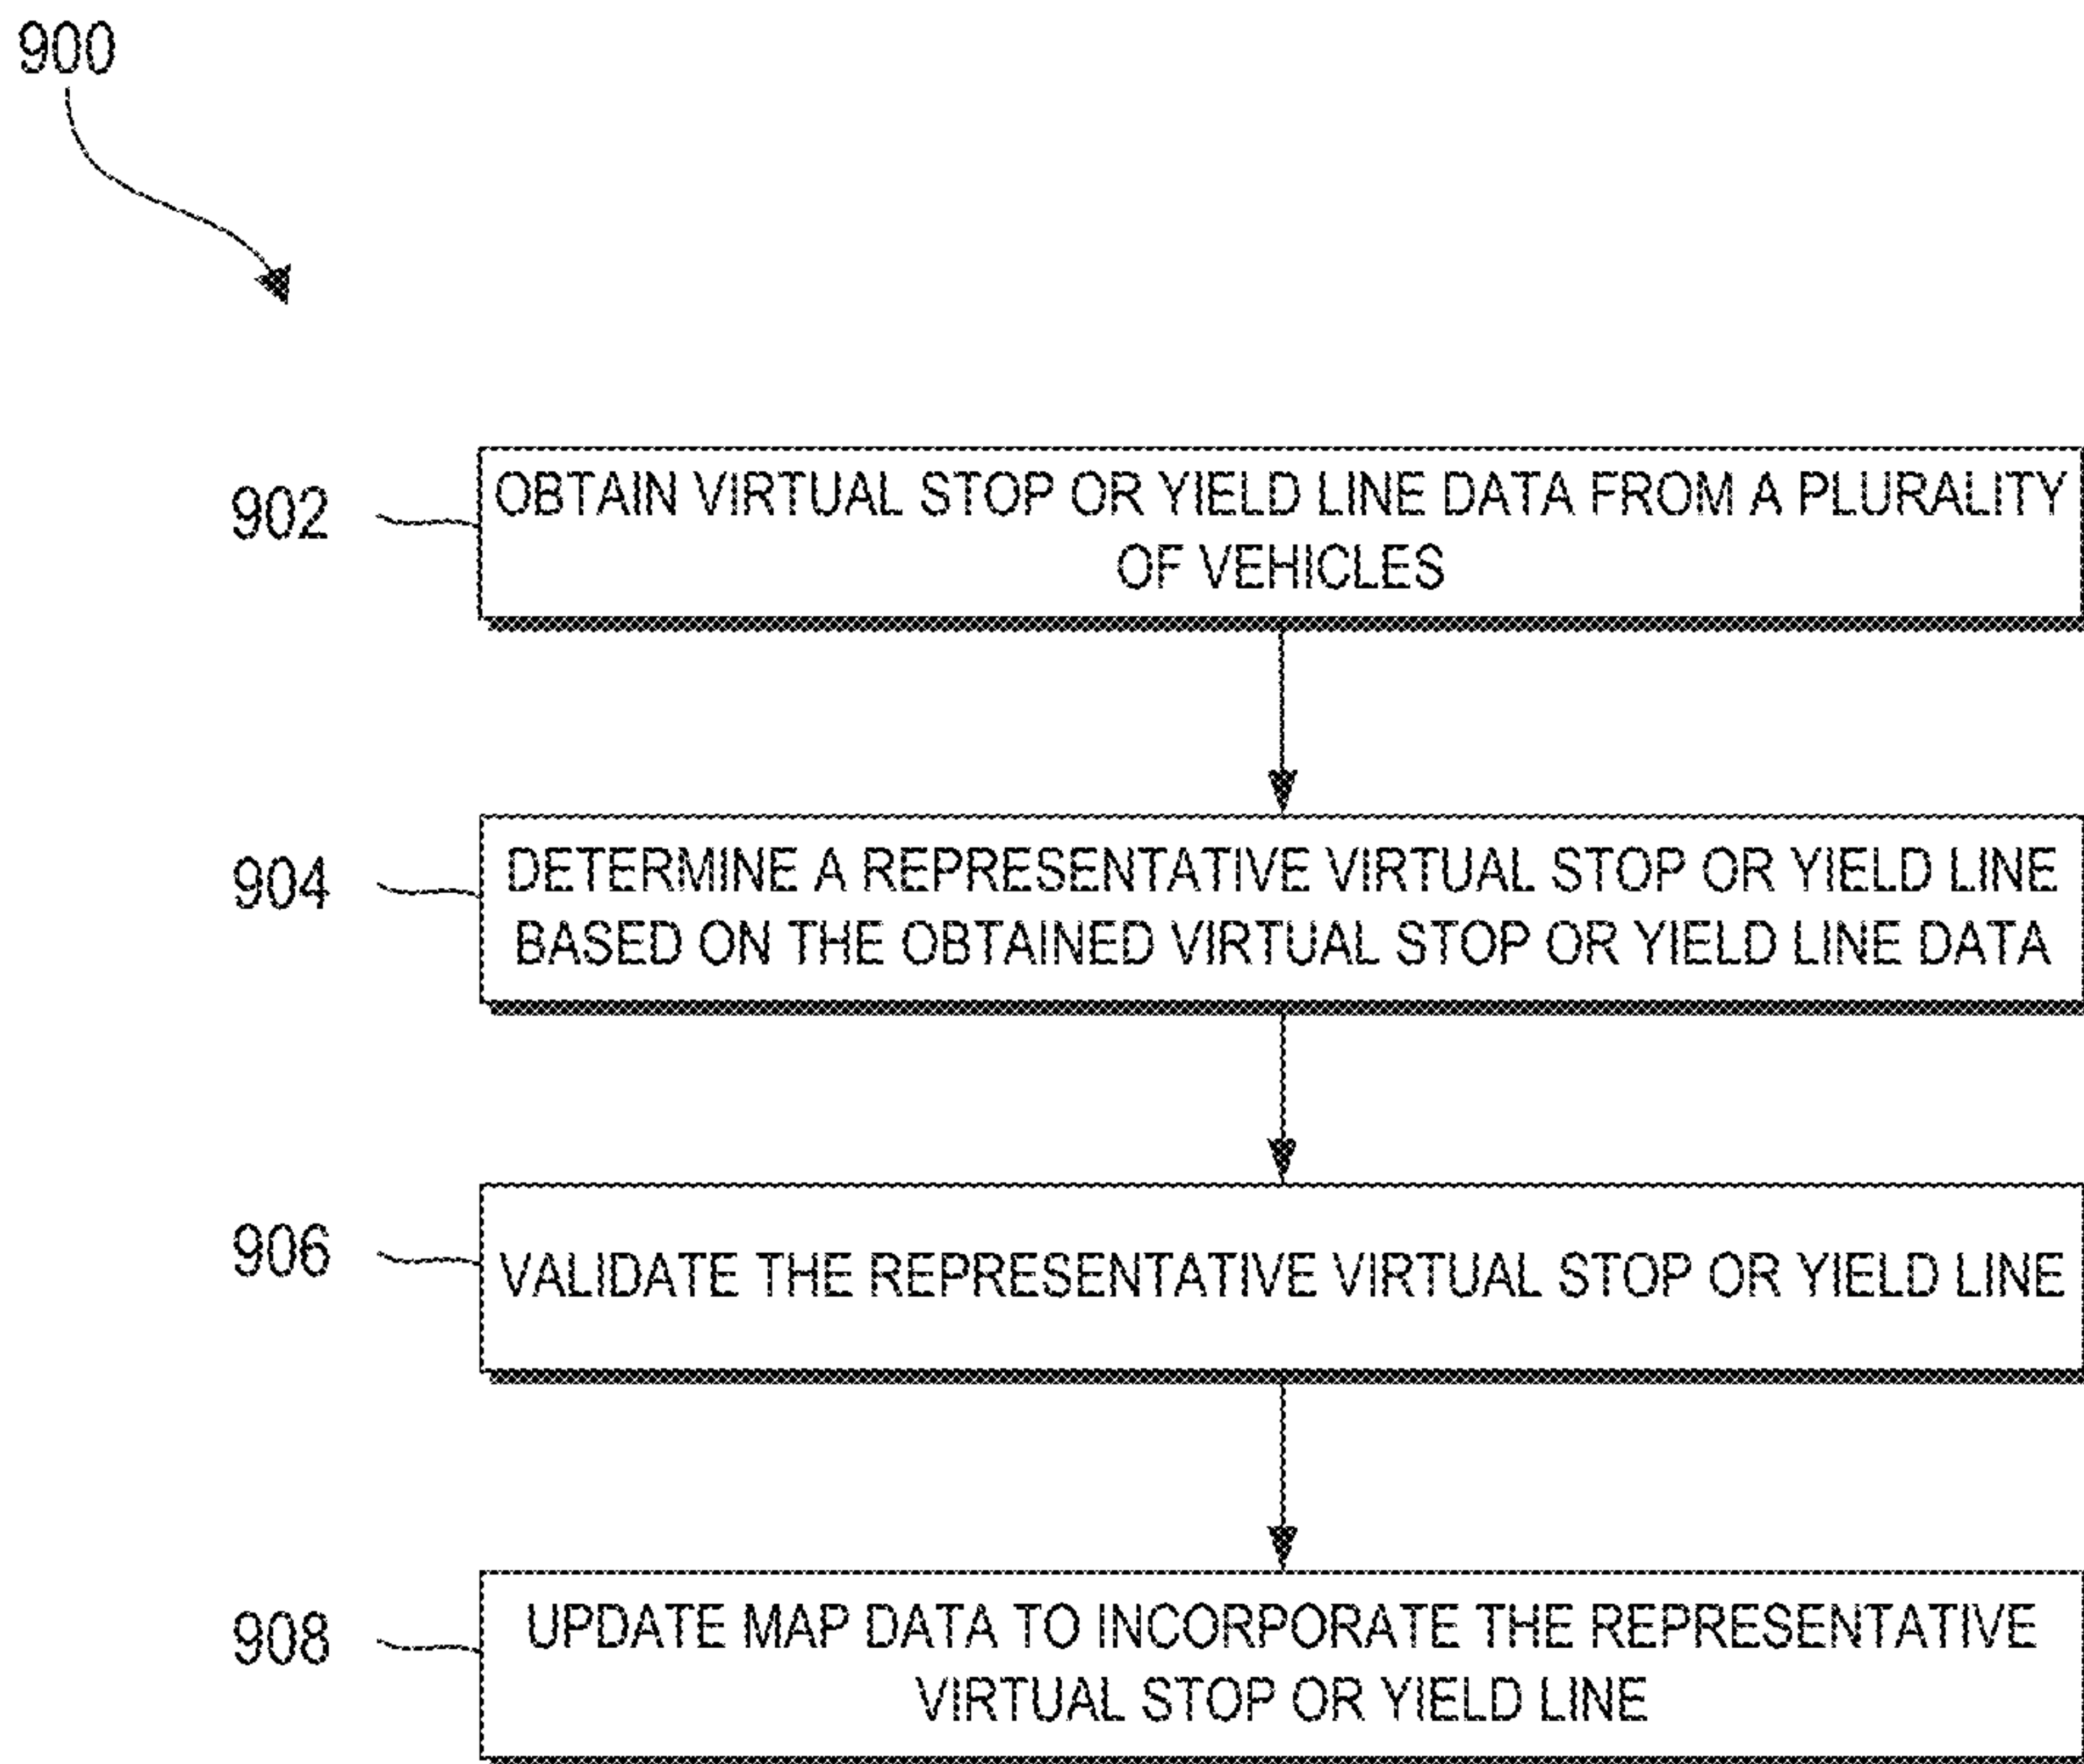 900
902
OBTAIN VIRTUAL STOP OR YIELD LINE DATA FROM A PLURALITY
OF VEHICLES
904
DETERMINE A REPRESENTATIVE VIRTUAL STOP OR YIELD LINE
BASED ON THE OBTAINED VIRTUAL STOP OR YIELD LINE DATA
906
VALIDATE THE REPRESENTATIVE VIRTUAL STOP OR YIELD LINE
908
UPDATE MAP DATA TO INCORPORATE THE REPRESENTATIVE
VIRTUAL STOP OR YIELD LINE